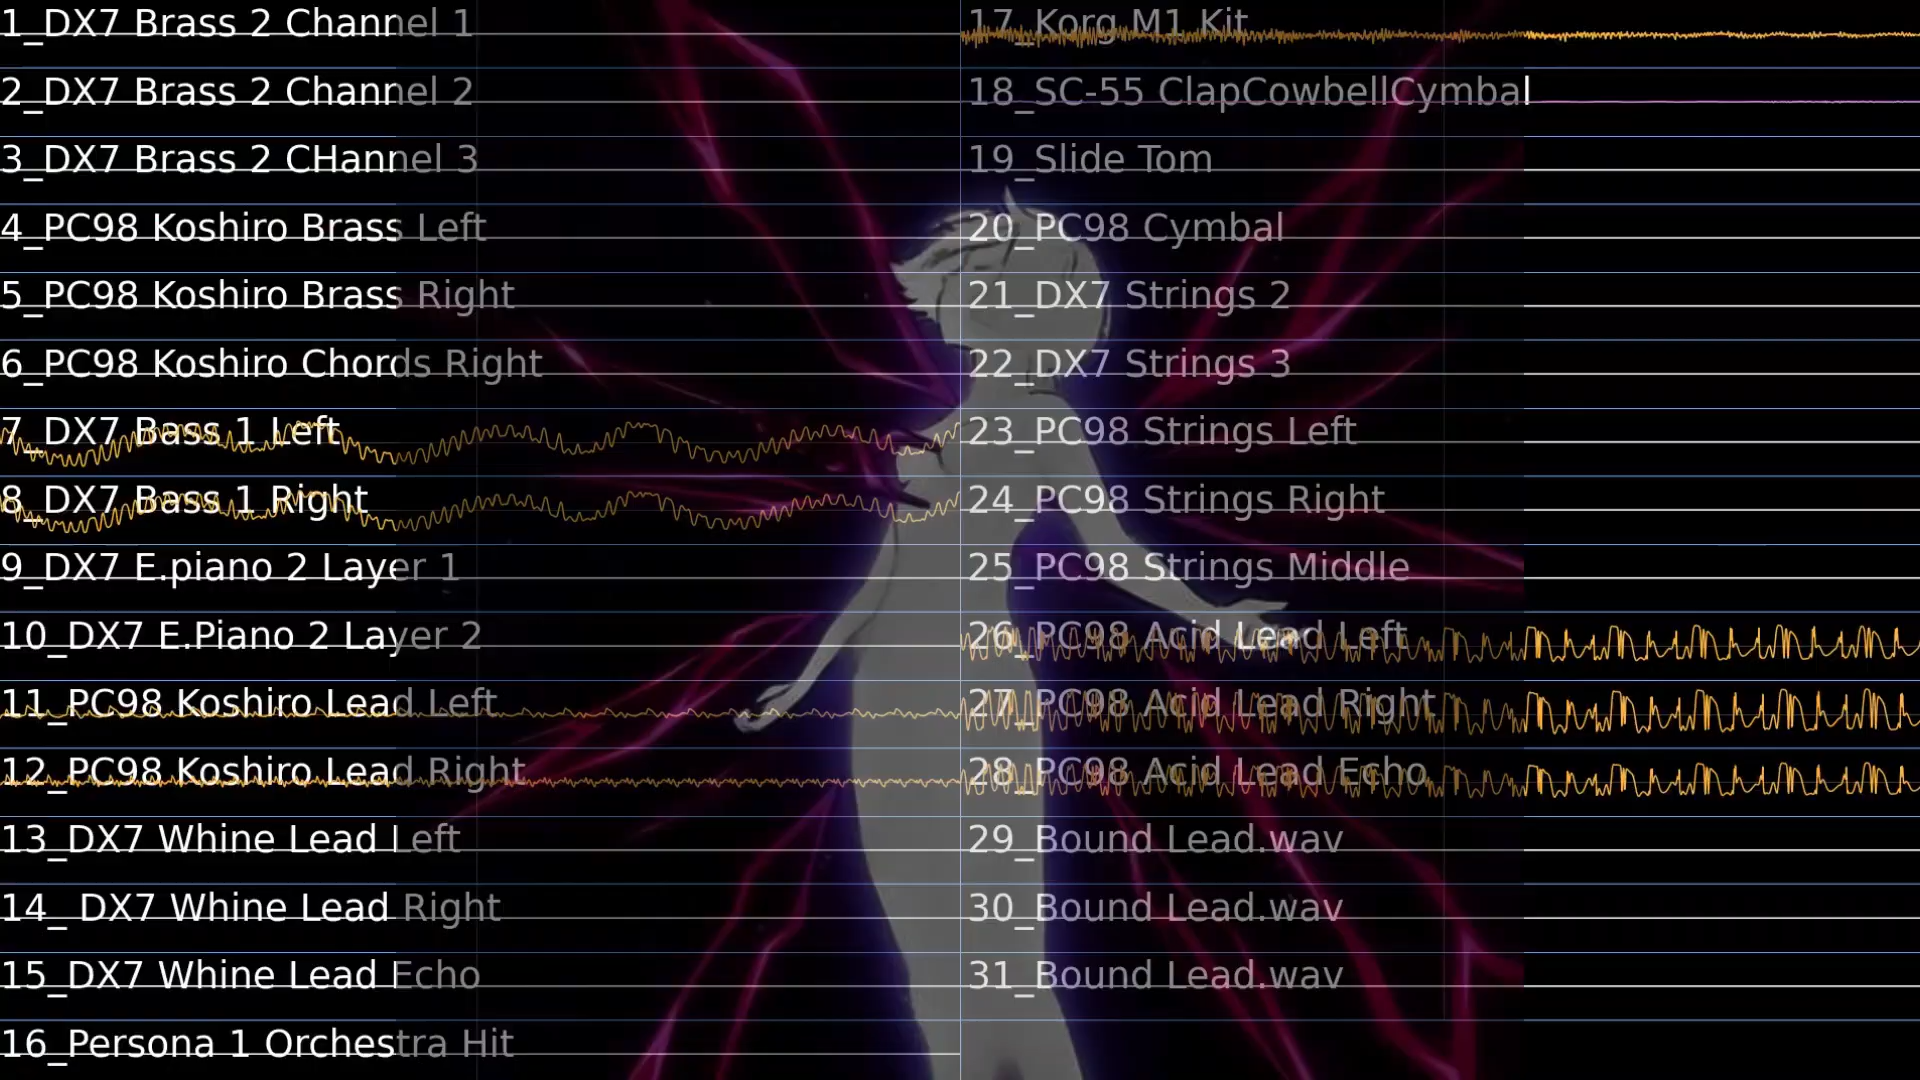 1_DX7 Brass 2 Channel 1
2_DX7 Brass 2 Channel 2
3_DX7 Brass 2 CHannel 3
4_PC98 Koshiro Brass Left
5_PC98 Koshiro Brass Right
6_PC98 Koshiro Chords Right
7_DX7 Bass 1 Left
8_DX7 Bass 1 Right
9_DX7 E.piano 2 Layer 1
10_DX7 E.Piano 2 Layer 2
11_PC98 Koshiro Lead Left
12_PC98 Koshiro Lead Right
13_DX7 Whine Lead Left
14_ DX7 Whine Lead Right
15_DX7 Whine Lead Echo
16_Persona 1 Orchestra Hit
17_Korg M1 Kit
18_SC-55 ClapCowbellCymbal
19_Slide Tom
20_PC98 Cymbal
21_DX7 Strings 2
22_DX7 Strings 3
23_PC98 Strings Left
24_PC98 Strings Right
25_PC98 Strings Middle
26_PC98 Acid Lead Left
27_PC98 Acid Lead Right
28_PC98 Acid Lead Echo
29_Bound Lead.wav
30_Bound Lead.wav
31_Bound Lead.wav